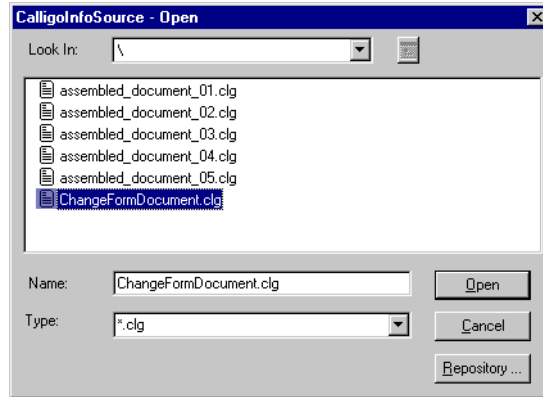 CalligoInfoSource - Open
Look In: \
assembled_document_01.clg
assembled_document_02.clg
assembled_document_03.clg
assembled_document_04.clg
assembled_document_05.clg
ChangeFormDocument.clg
Name: ChangeFormDocument.clg Open
Type: *.clg Cancel
Repository ...